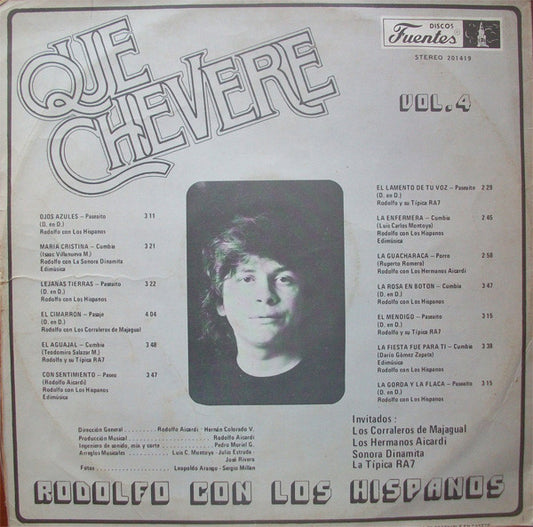 QUE
CHEVERE
DISCOS
Fuentes
STEREO 201419
VOL. 4
OJOS AZULES – Paseaito 3 11
(D. en D.)
Rodolfo con Los Hispanos
MARIA CRISTINA – Cumbia 3 21
(Isaac Villanueva M.)
Rodolfo con La Sonora Dinamita
Edimúsica
LEJANAS TIERRAS – Paseaito 3 22
(D. en D.)
Rodolfo con Los Hispanos
EL CIMARRON – Pasaje 4 04
(D. en D.)
Rodolfo con Los Corraleros de Majagual
EL AGUAJAL – Cumbia 3 48
(Teodomiro Salazar M.)
Rodolfo y su Típica RA7
CON SENTIMIENTO – Paseo 3 47
(Rodolfo Aicardi)
Rodolfo con Los Hispanos
Edimúsica
EL LAMENTO DE TU VOZ – Paseaito 2 29
(D. en D.)
Rodolfo y su Típica RA7
LA ENFERMERA – Cumbia 2 45
(Luis Carlos Montoya)
Rodolfo con Los Hispanos
Edimúsica
LA GUACHARACA – Porro 2 58
(Ruperto Romera)
Rodolfo con Los Hermanos Aicardi
LA ROSA EN BOTON – Cumbia 3 47
(D. en D.)
Rodolfo con Los Hispanos
EL MENDIGO – Paseaito 3 15
(D. en D.)
Rodolfo y su Típica RA7
LA FIESTA FUE PARA TI – Cumbia 3 38
(Darío Gómez Zapata)
Rodolfo con Los Hispanos
Edimúsica
LA GORDA Y LA FLACA – Paseaito 3 15
(D. en D.)
Rodolfo con Los Hispanos
Dirección General . . . . . . . . . Rodolfo Aicardi - Hernán Colorado V.
Producción Musical . . . . . . . . . Rodolfo Aicardi
Ingeniero de sonido, mix y corte . . . . . . . . . Pedro Muriel G.
Arreglos Musicales . . . . . . . . . Luis C. Montoya - Julio Estrada
José Rivera
Fotos . . . . . . . . . Leopoldo Arango - Sergio Millan
Invitados :
Los Corraleros de Majagual
Los Hermanos Aicardi
Sonora Dinamita
La Típica RA7
RODOLFO CON LOS HISPANOS